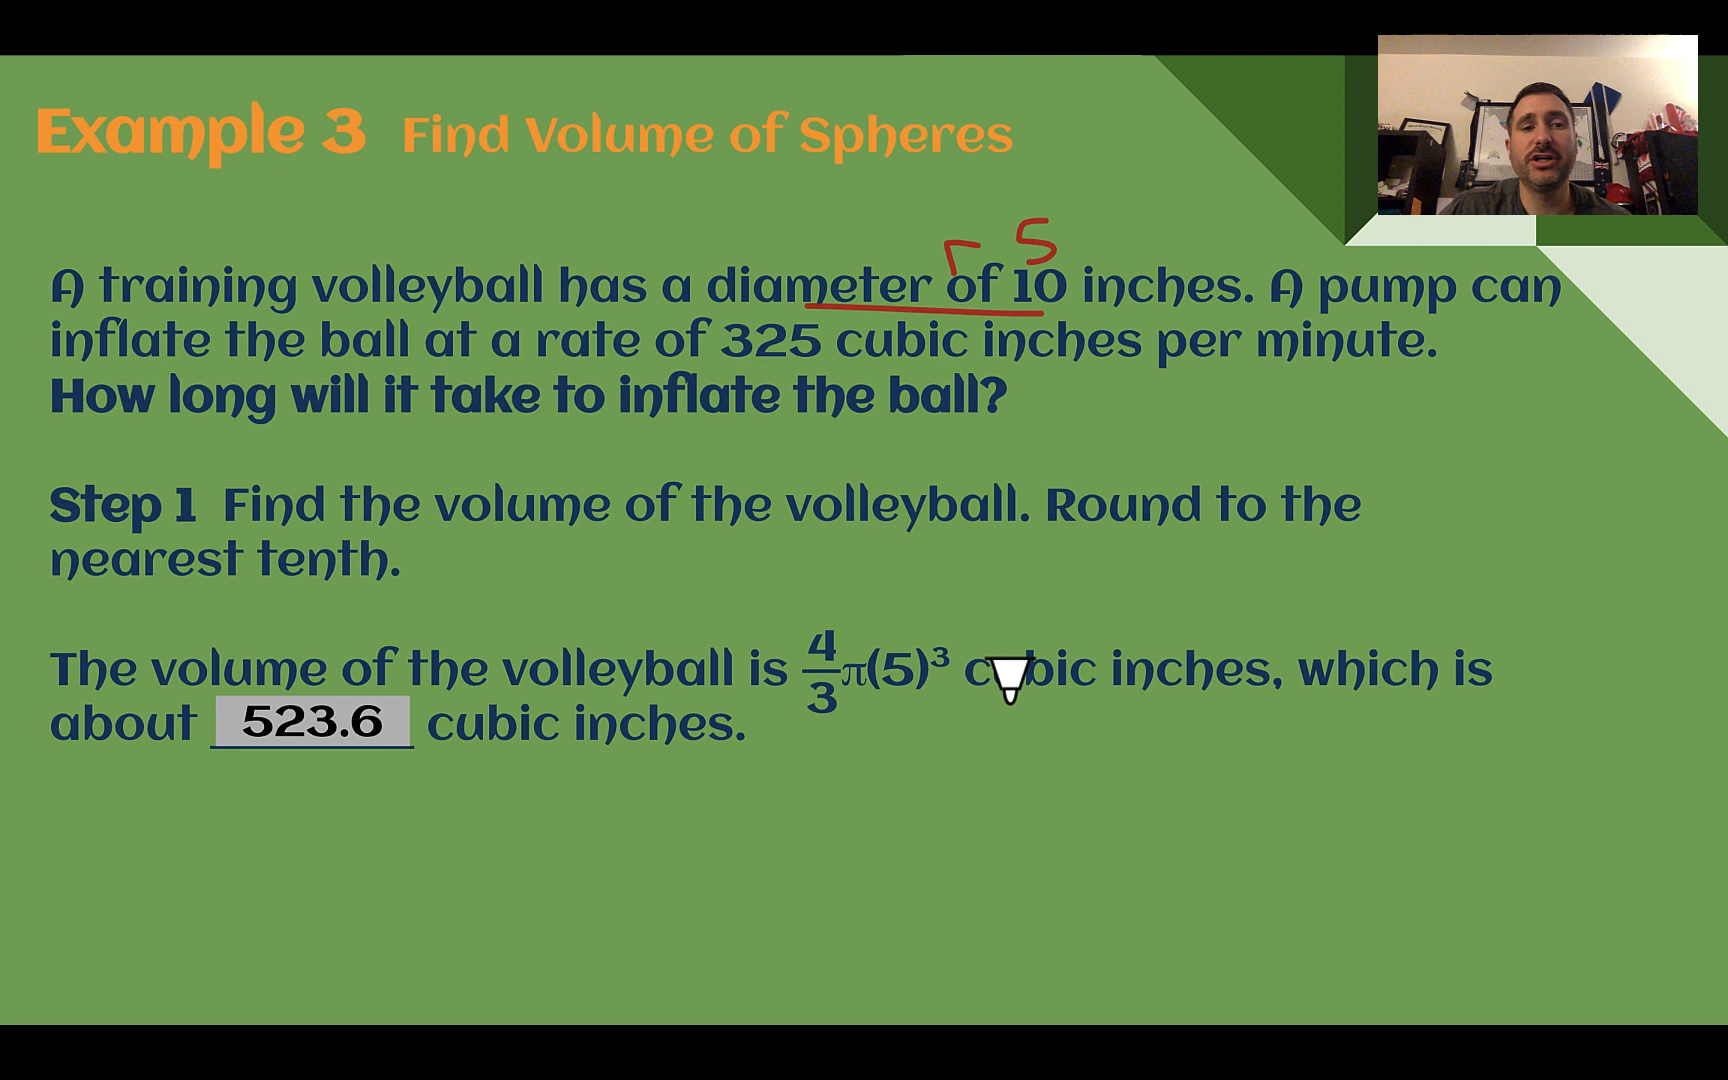 Example 3 Find Volume of Spheres
r 5
A training volleyball has a diameter of 10 inches. A pump can
inflate the ball at a rate of 325 cubic inches per minute.
How long will it take to inflate the ball?
Step 1 Find the volume of the volleyball. Round to the
nearest tenth.
The volume of the volleyball is 4/3π(5)³ cubic inches, which is
about 523.6 cubic inches.